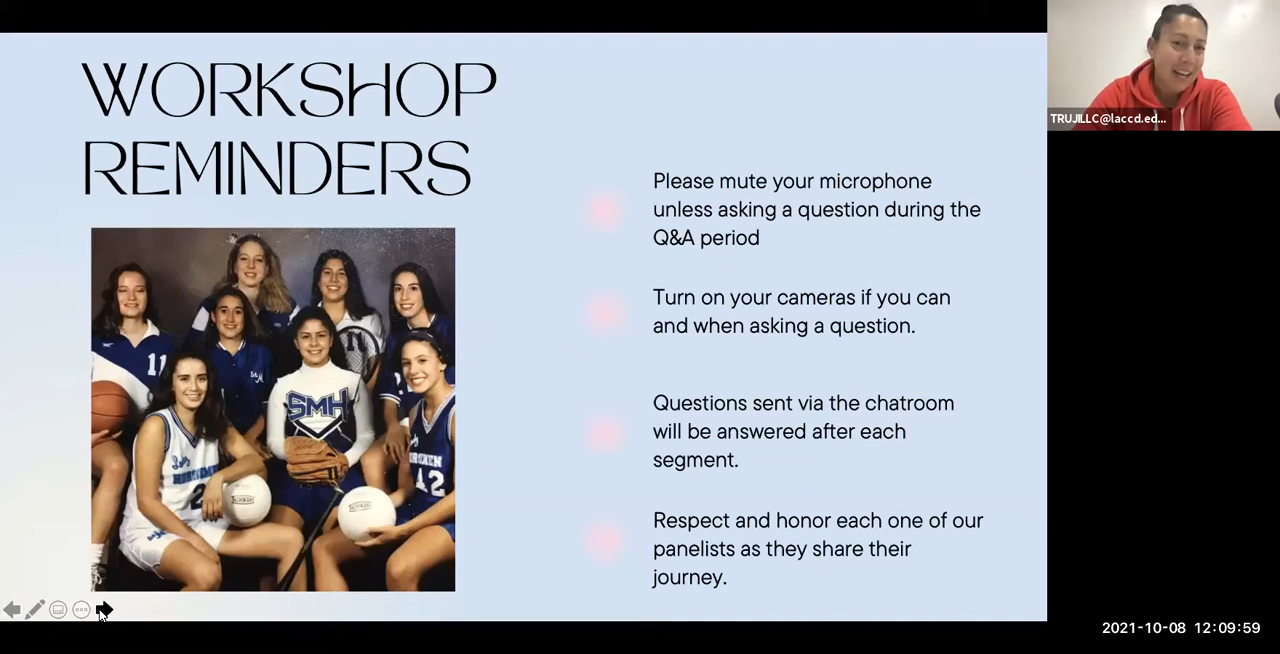 WORKSHOP
REMINDERS
Please mute your microphone
unless asking a question during the
Q&A period
Turn on your cameras if you can
and when asking a question.
Questions sent via the chatroom
will be answered after each
segment.
Respect and honor each one of our
panelists as they share their
journey.
11
SMH
2
42
TRUJILLC@laccd.ed...
2021-10-08 12:09:59